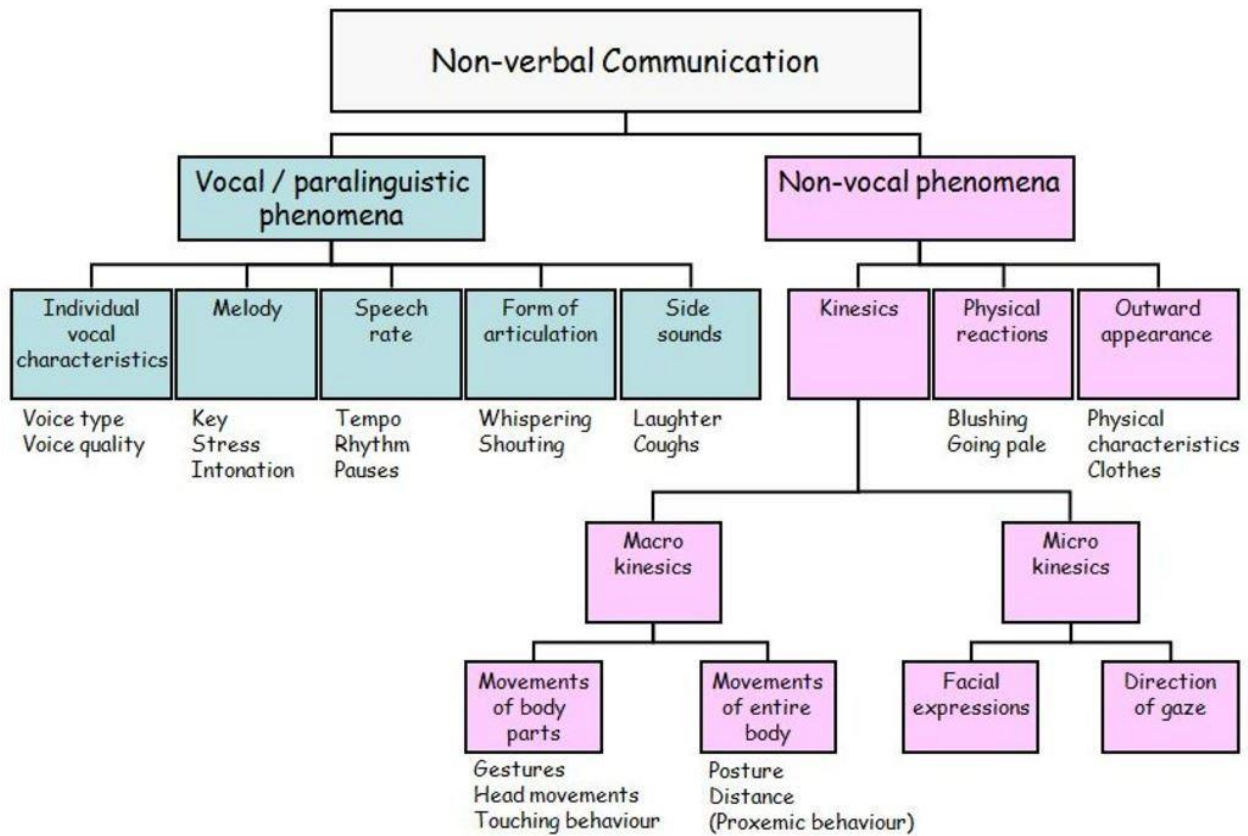 Non-verbal Communication
Vocal / paralinguistic
phenomena
Non-vocal phenomena
Individual
vocal
characteristics
Voice type
Voice quality
Melody
Key
Stress
Intonation
Speech
rate
Tempo
Rhythm
Pauses
Form of
articulation
Whispering
Shouting
Side
sounds
Laughter
Coughs
Kinesics
Physical
reactions
Blushing
Going pale
Outward
appearance
Physical
characteristics
Clothes
Macro
kinesics
Micro
kinesics
Movements
of body
parts
Gestures
Head movements
Touching behaviour
Movements
of entire
body
Posture
Distance
(Proxemic behaviour)
Facial
expressions
Direction
of gaze